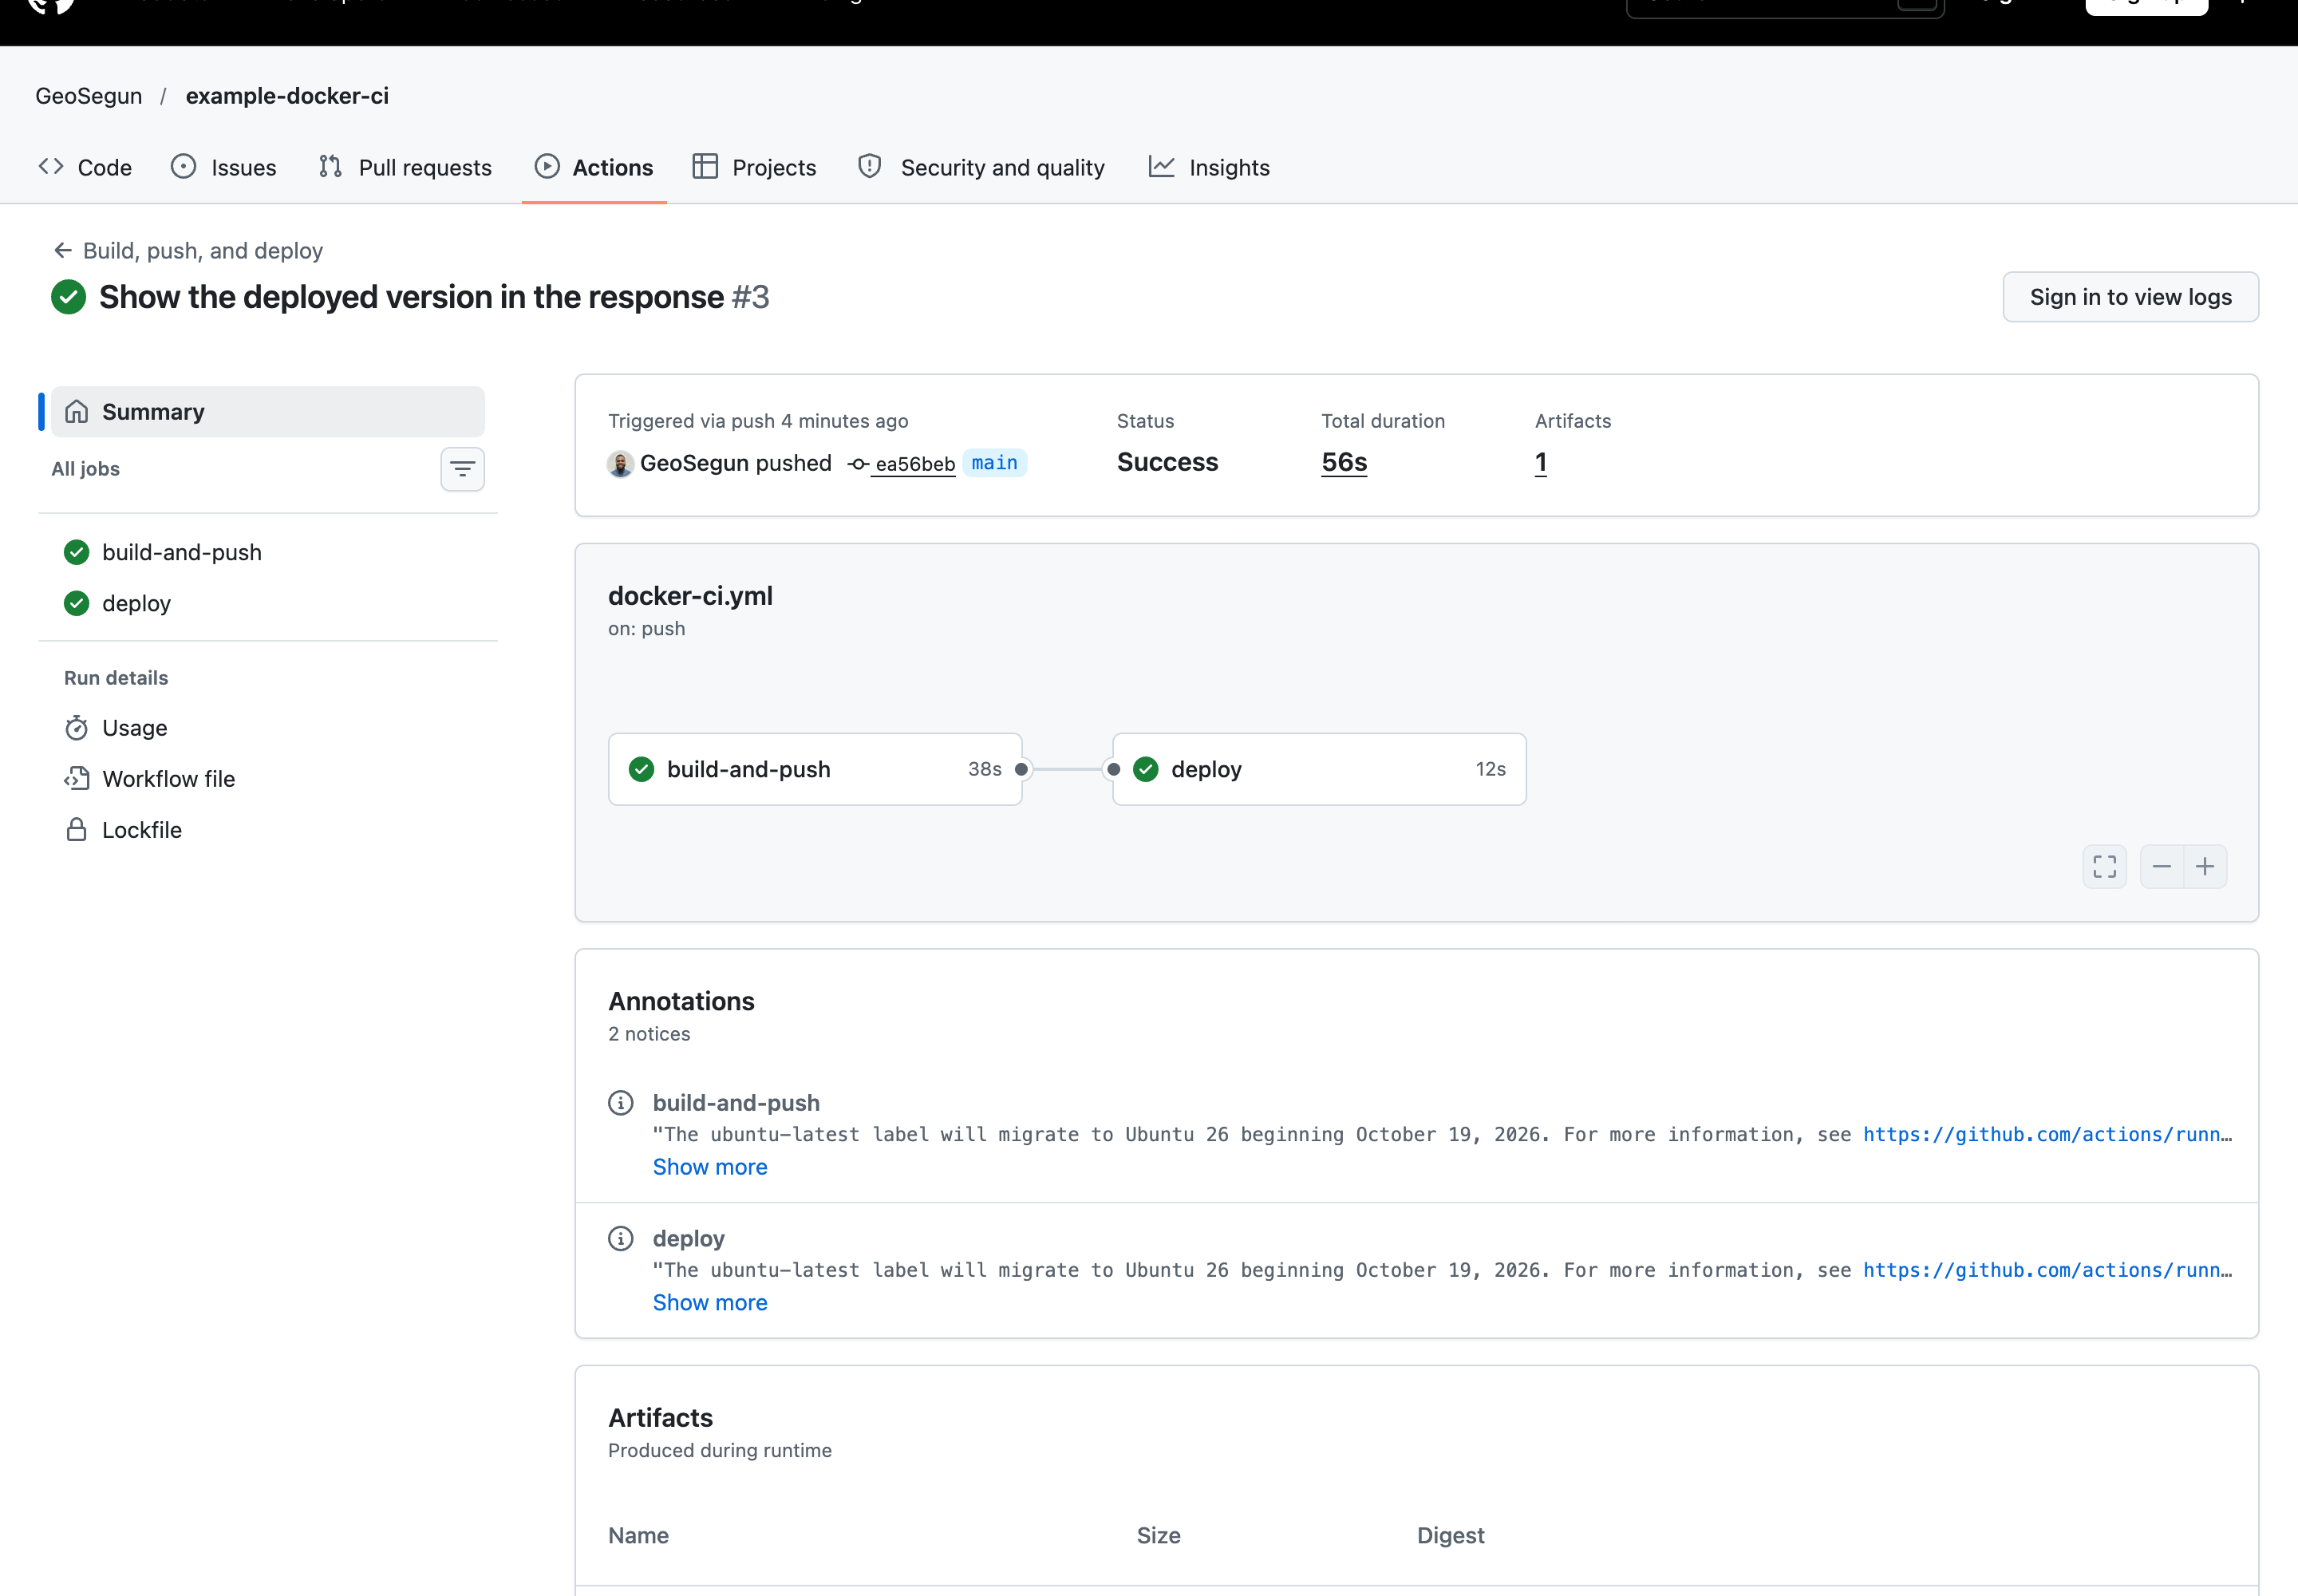 GeoSegun / example-docker-ci
Code Issues Pull requests Actions Projects Security and quality Insights
Build, push, and deploy
Show the deployed version in the response #3
Sign in to view logs
Summary
All jobs
build-and-push
deploy
Run details
Usage
Workflow file
Lockfile
Triggered via push 4 minutes ago
GeoSegun pushed ea56beb main
Status
Success
Total duration
56s
Artifacts
1
docker-ci.yml
on: push
build-and-push 38s
deploy 12s
Annotations
2 notices
build-and-push
"The ubuntu-latest label will migrate to Ubuntu 26 beginning October 19, 2026. For more information, see https://github.com/actions/runn…
Show more
deploy
"The ubuntu-latest label will migrate to Ubuntu 26 beginning October 19, 2026. For more information, see https://github.com/actions/runn…
Show more
Artifacts
Produced during runtime
Name Size Digest